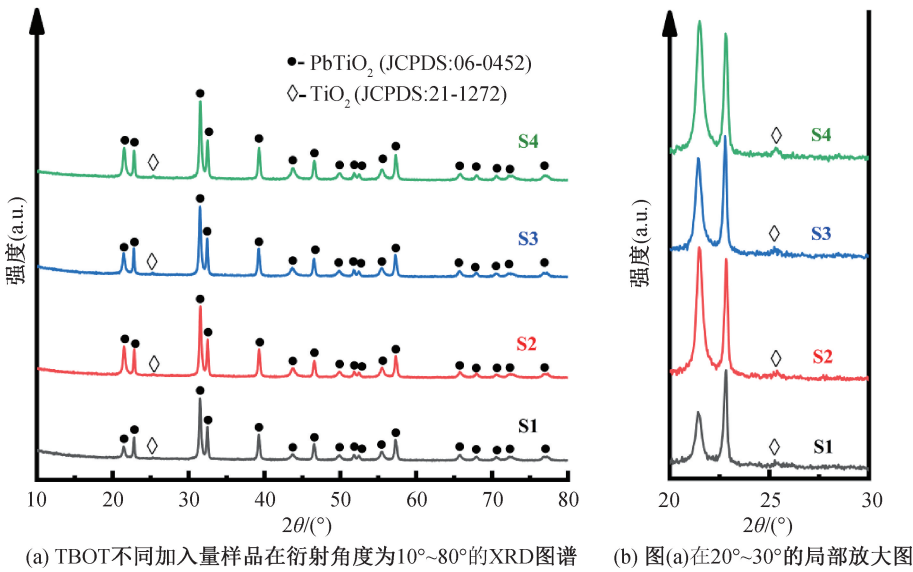 ●- PbTiO₂ (JCPDS:06-0452)
◇- TiO₂ (JCPDS:21-1272)
S4
S3
S2
S1
强度(a.u.)
10 20 30 40 50 60 70 80
2θ/(°)
(a) TBOT不同加入量样品在衍射角度为10°~80°的XRD图谱
S4
S3
S2
S1
强度(a.u.)
20 25 30
2θ/(°)
(b) 图(a)在20°~30°的局部放大图